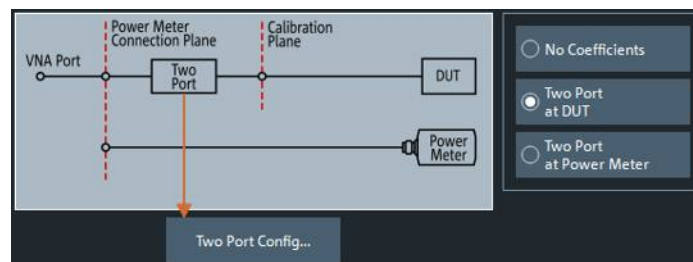 Power Meter
Connection Plane
Calibration
Plane
VNA Port
Two
Port
DUT
Power
Meter
Two Port Config...
No Coefficients
Two Port
at DUT
Two Port
at Power Meter